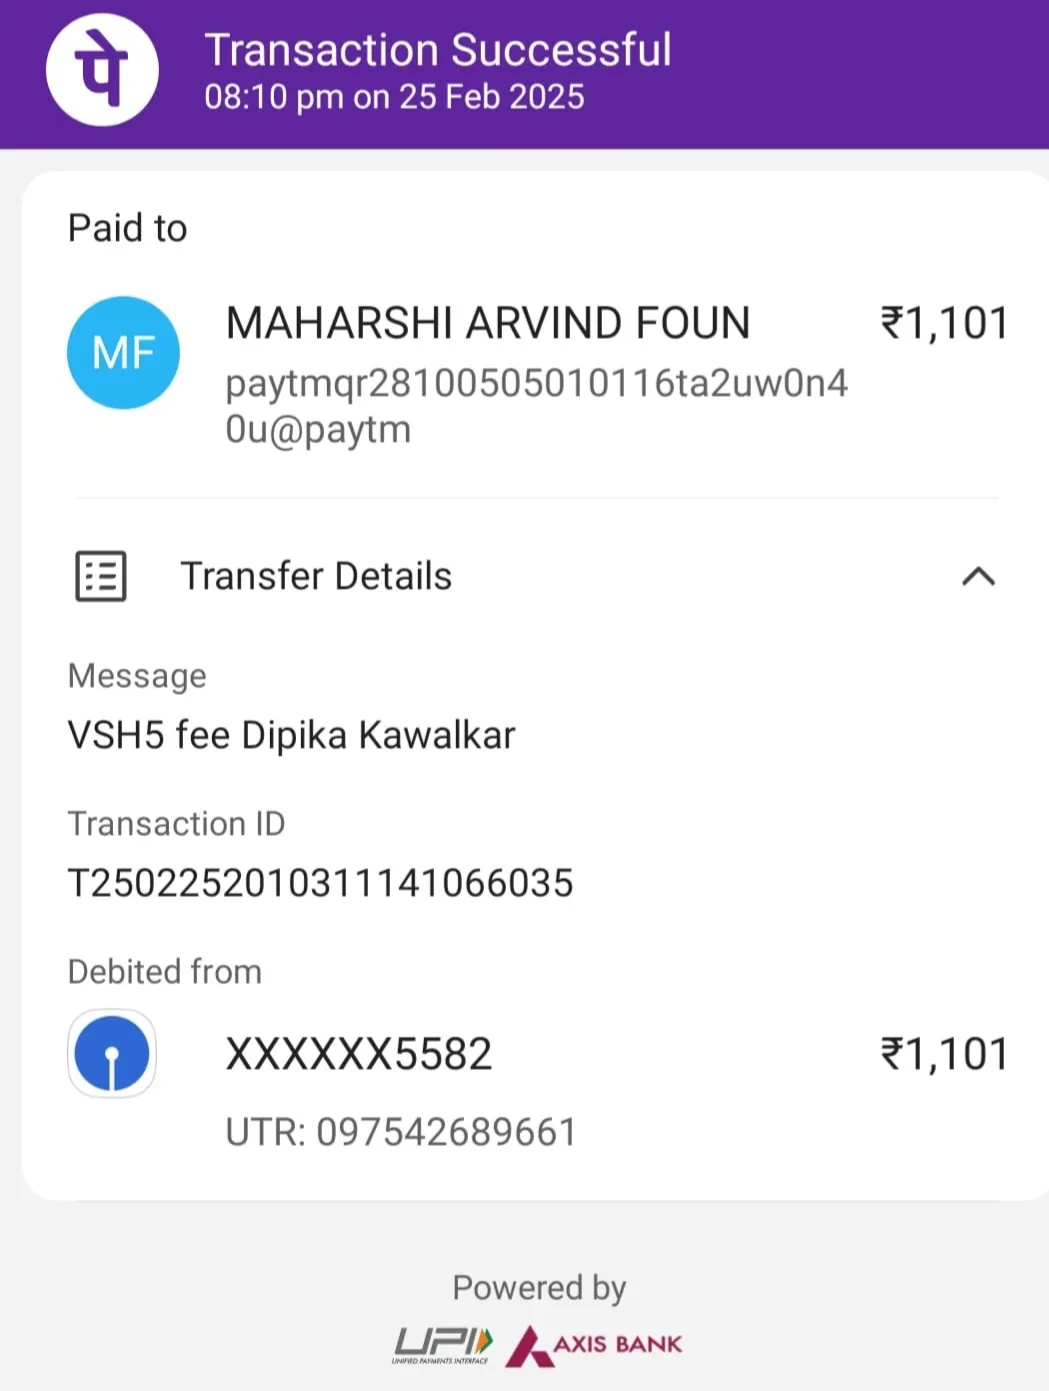 पे
Transaction Successful
08:10 pm on 25 Feb 2025
Paid to
MF
MAHARSHI ARVIND FOUN
₹1,101
paytmqr28100505010116ta2uw0n4
0u@paytm
Transfer Details
Message
VSH5 fee Dipika Kawalkar
Transaction ID
T2502252010311141066035
Debited from
XXXXXX5582
₹1,101
UTR: 097542689661
Powered by
UPI
UNIFIED PAYMENTS INTERFACE
AXIS BANK